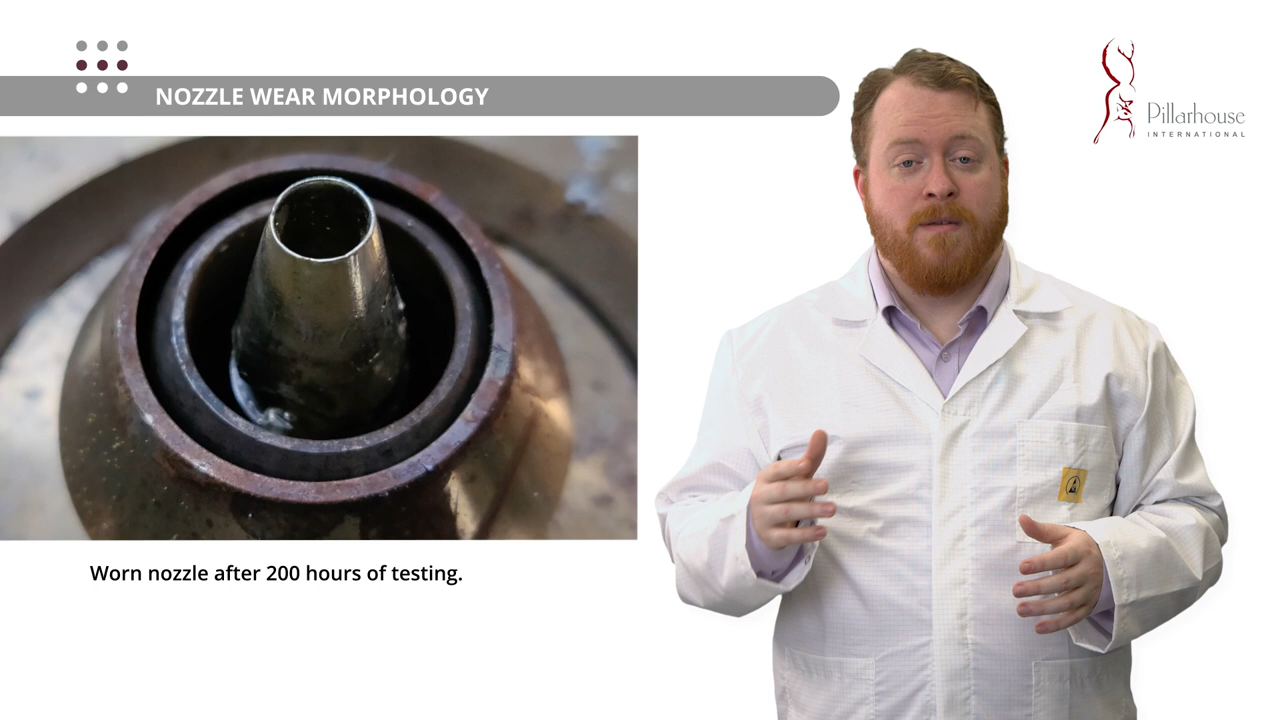 NOZZLE WEAR MORPHOLOGY
Pillarhouse
INTERNATIONAL
Worn nozzle after 200 hours of testing.